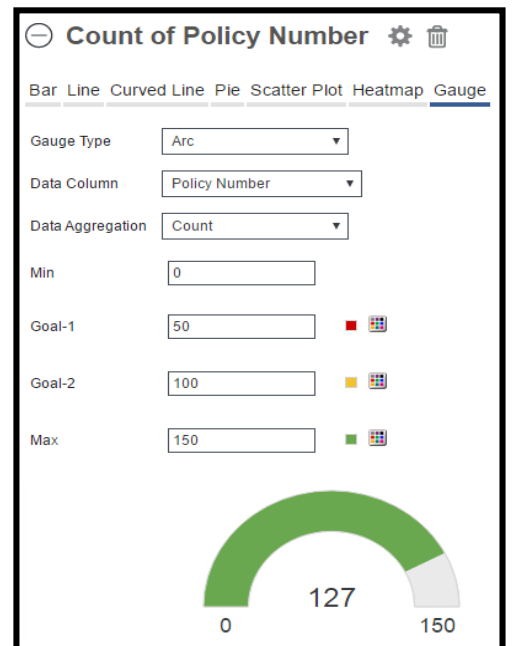 Count of Policy Number
Bar Line Curved Line Pie Scatter Plot Heatmap Gauge
Gauge Type Arc
Data Column Policy Number
Data Aggregation Count
Min 0
Goal-1 50
Goal-2 100
Max 150
127
0 150